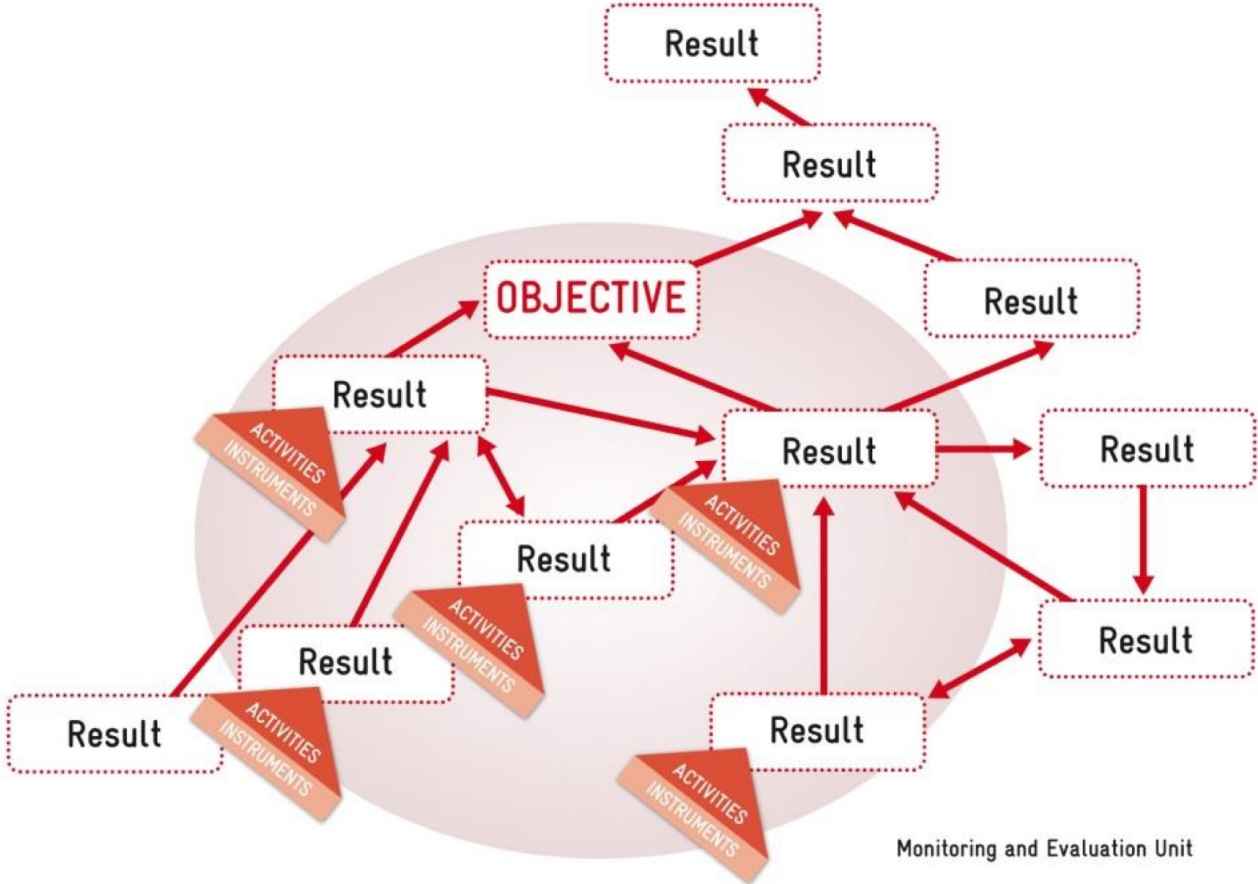 Result
Result
OBJECTIVE
Result
Result
ACTIVITIES
INSTRUMENTS
Result
ACTIVITIES
INSTRUMENTS
Result
Result
ACTIVITIES
INSTRUMENTS
Result
Result
ACTIVITIES
INSTRUMENTS
Result
Result
ACTIVITIES
INSTRUMENTS
Monitoring and Evaluation Unit